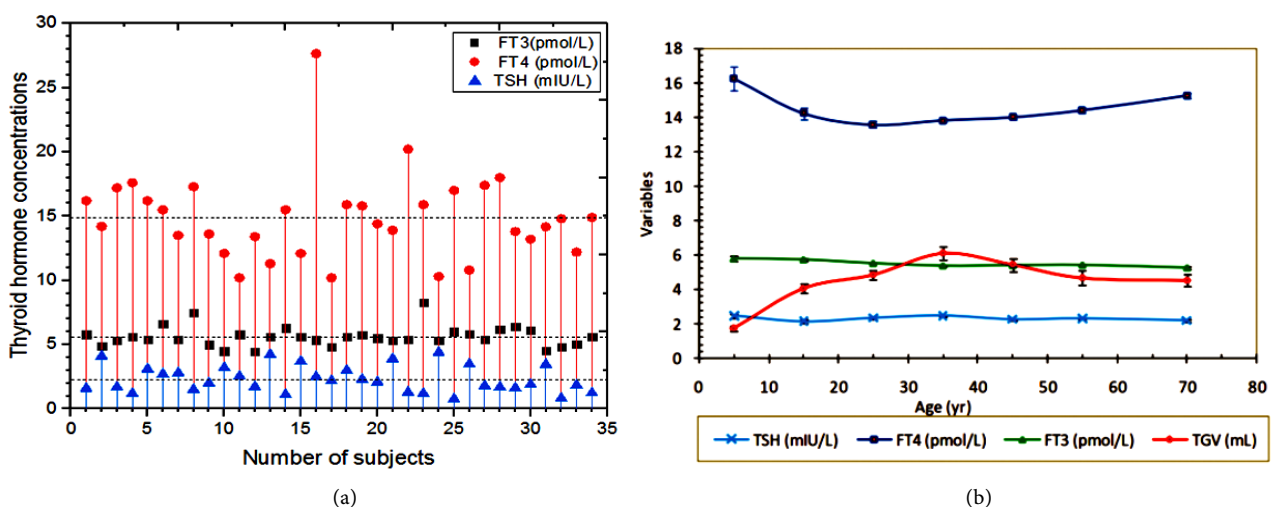 30
25
20
15
10
5
0
Thyroid hormone concentrations
FT3(pmol/L)
FT4 (pmol/L)
TSH (mIU/L)
0 5 10 15 20 25 30 35
Number of subjects
(a)
18
16
14
12
10
8
6
4
2
0
Variables
0 10 20 30 40 50 60 70 80
Age (yr)
TSH (mIU/L) FT4 (pmol/L) FT3 (pmol/L) TGV (mL)
(b)